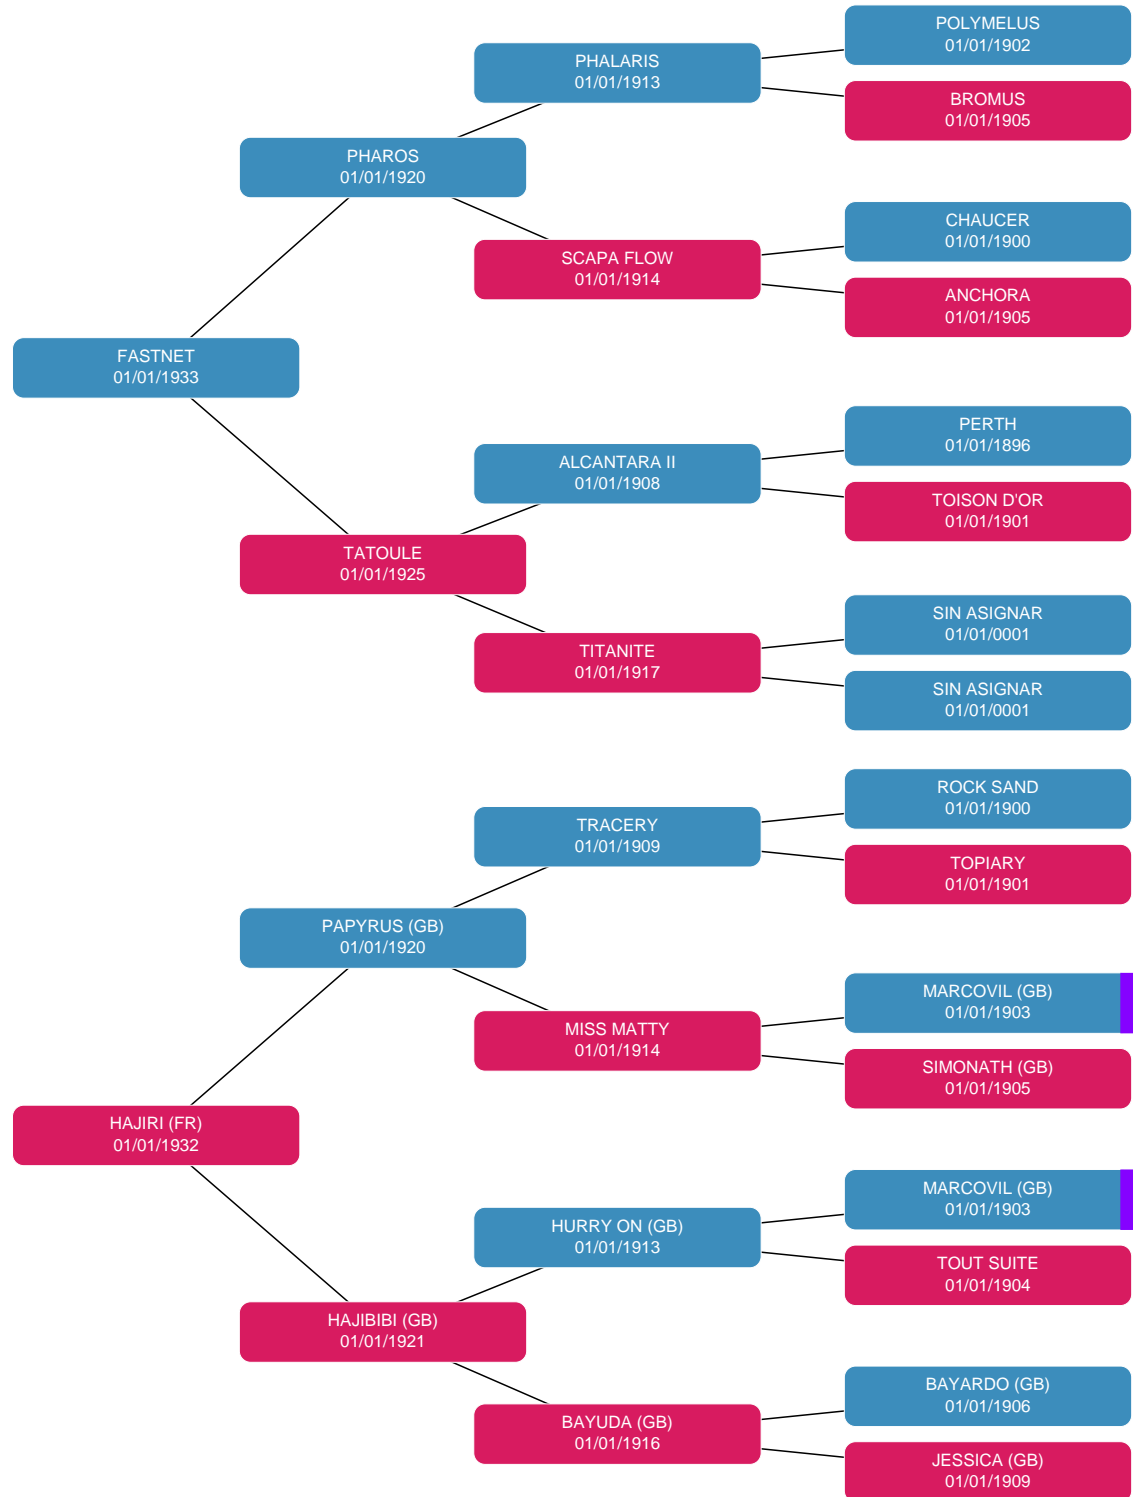 POLYMELUS
01/01/1902
PHALARIS
01/01/1913
BROMUS
01/01/1905
PHAROS
01/01/1920
CHAUCER
01/01/1900
SCAPA FLOW
01/01/1914
ANCHORA
01/01/1905
FASTNET
01/01/1933
PERTH
01/01/1896
ALCANTARA II
01/01/1908
TOISON D'OR
01/01/1901
TATOULE
01/01/1925
SIN ASIGNAR
01/01/0001
TITANITE
01/01/1917
SIN ASIGNAR
01/01/0001
ROCK SAND
01/01/1900
TRACERY
01/01/1909
TOPIARY
01/01/1901
PAPYRUS (GB)
01/01/1920
MARCOVIL (GB)
01/01/1903
MISS MATTY
01/01/1914
SIMONATH (GB)
01/01/1905
HAJIRI (FR)
01/01/1932
MARCOVIL (GB)
01/01/1903
HURRY ON (GB)
01/01/1913
TOUT SUITE
01/01/1904
HAJIBIBI (GB)
01/01/1921
BAYARDO (GB)
01/01/1906
BAYUDA (GB)
01/01/1916
JESSICA (GB)
01/01/1909